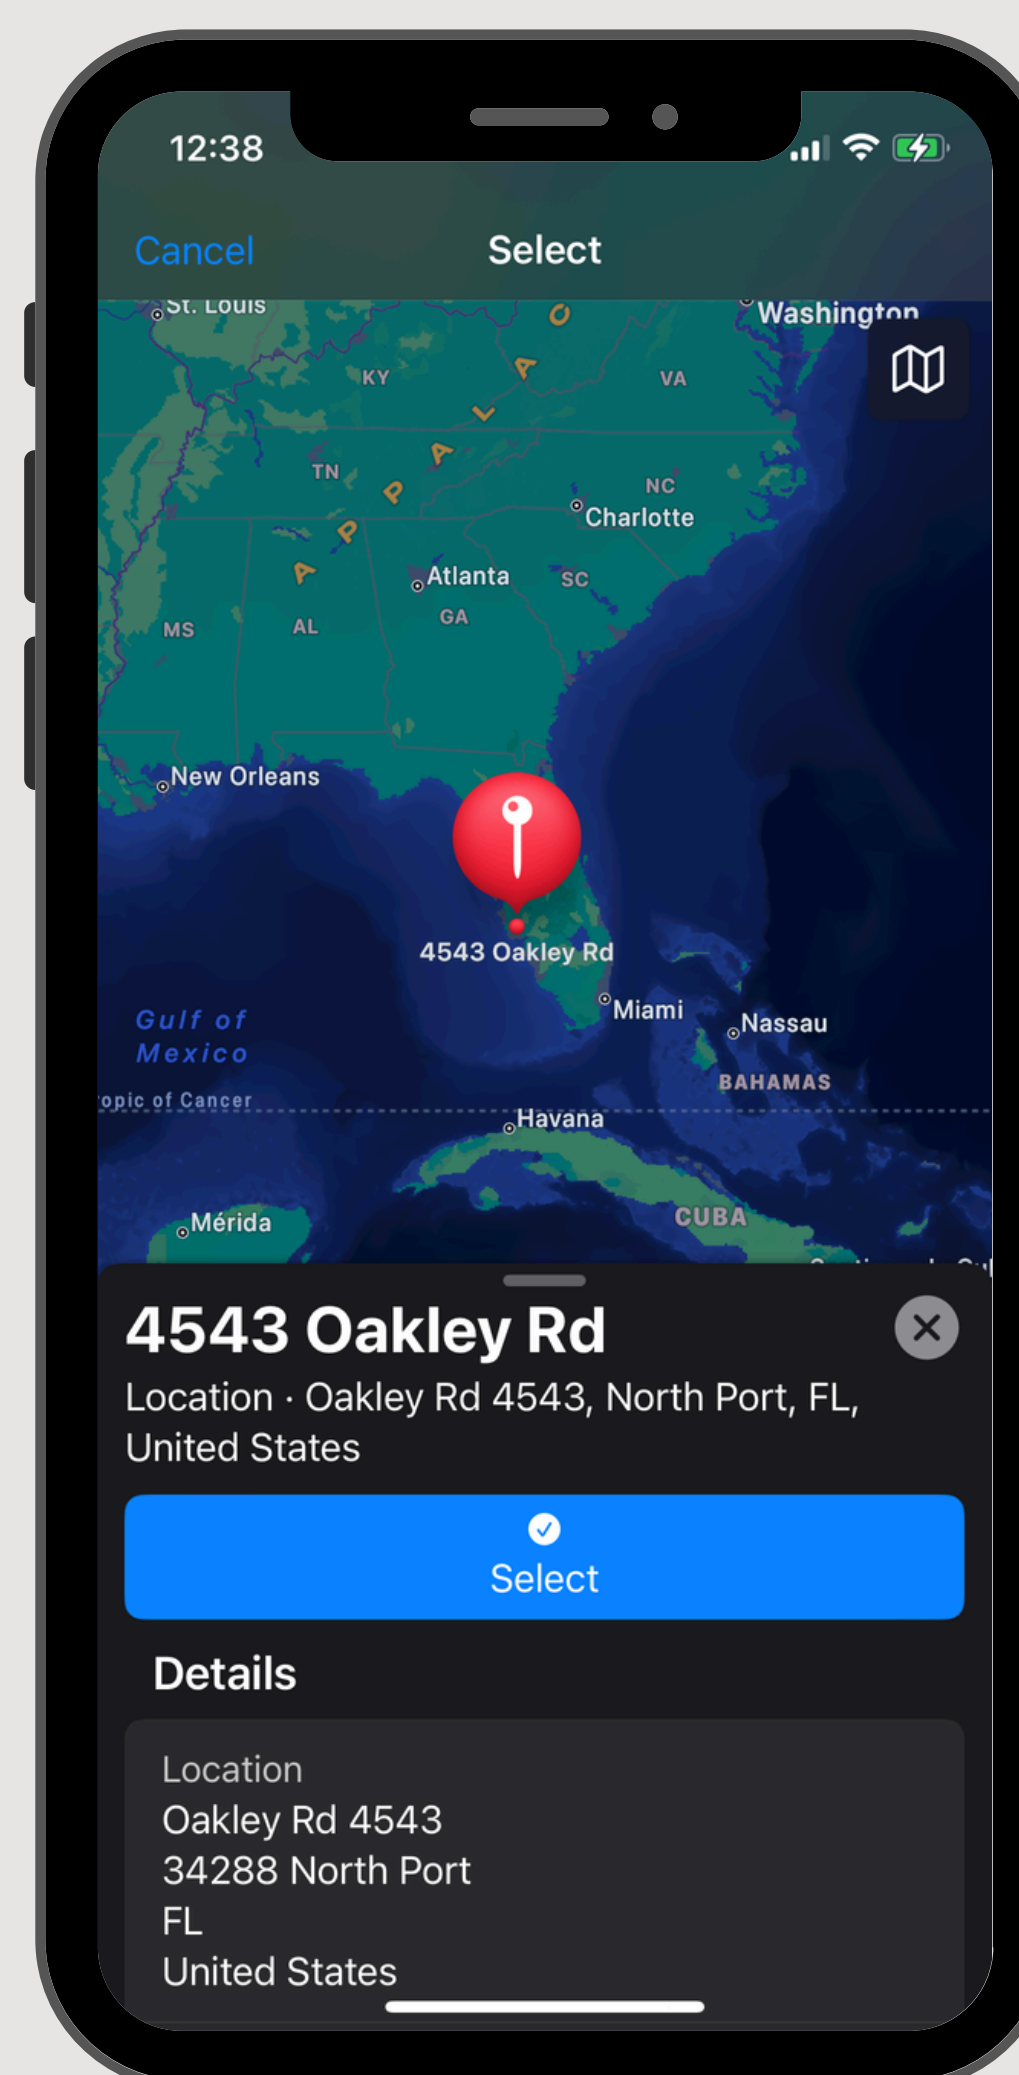 12:38
Cancel
Select
St. Louis
Washington
KY
VA
O
A
L
A
P
P
A
TN
NC
Charlotte
Atlanta
SC
GA
MS
AL
New Orleans
4543 Oakley Rd
Miami
Gulf of
Mexico
Nassau
BAHAMAS
opic of Cancer
Havana
Mérida
CUBA
4543 Oakley Rd
Location · Oakley Rd 4543, North Port, FL,
United States
Select
Details
Location
Oakley Rd 4543
34288 North Port
FL
United States